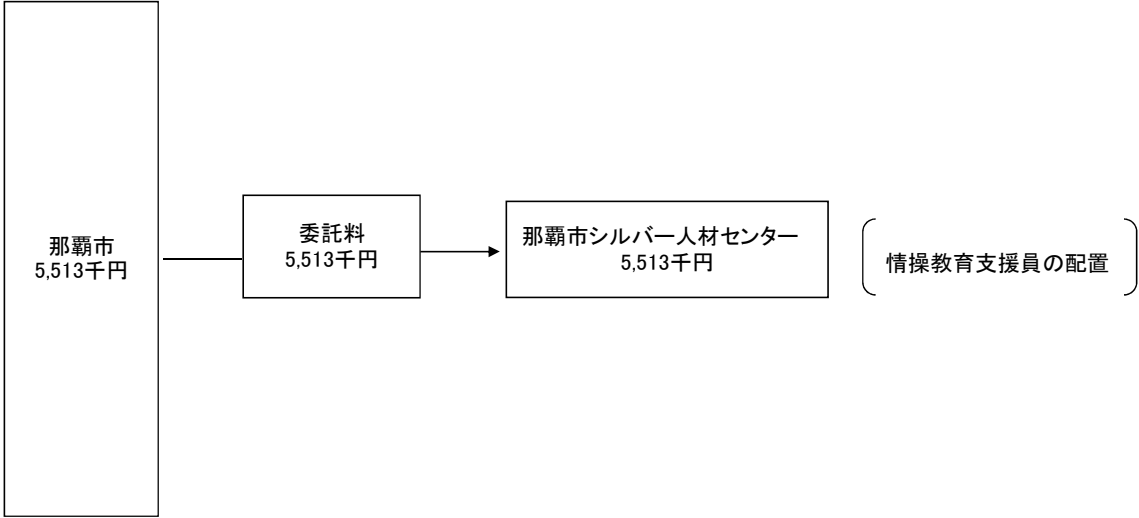 那覇市
5,513千円
委託料
5,513千円
那覇市シルバー人材センター
5,513千円
情操教育支援員の配置